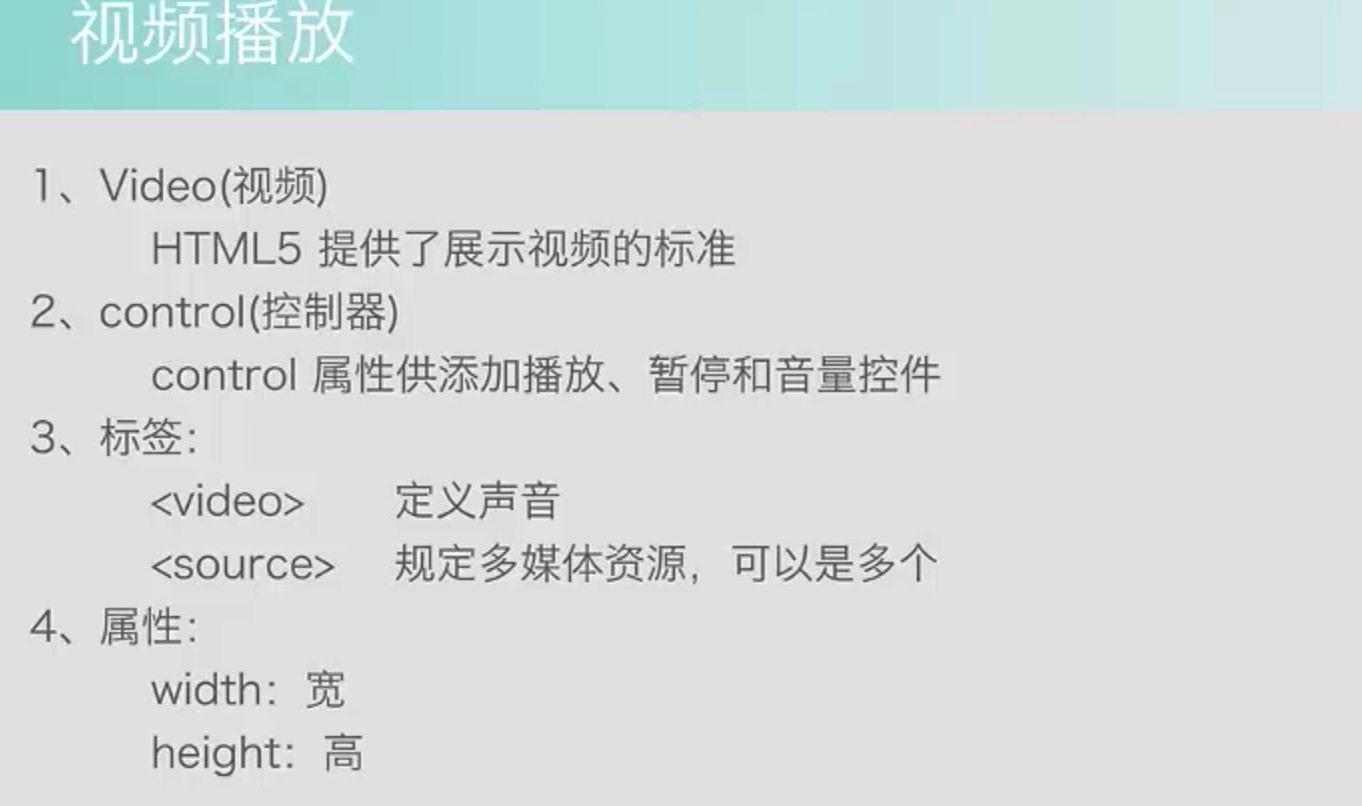 视频播放
1、Video(视频)
HTML5 提供了展示视频的标准
2、control(控制器)
control 属性供添加播放、暂停和音量控件
3、标签：
<video> 定义声音
<source> 规定多媒体资源，可以是多个
4、属性：
width：宽
height：高